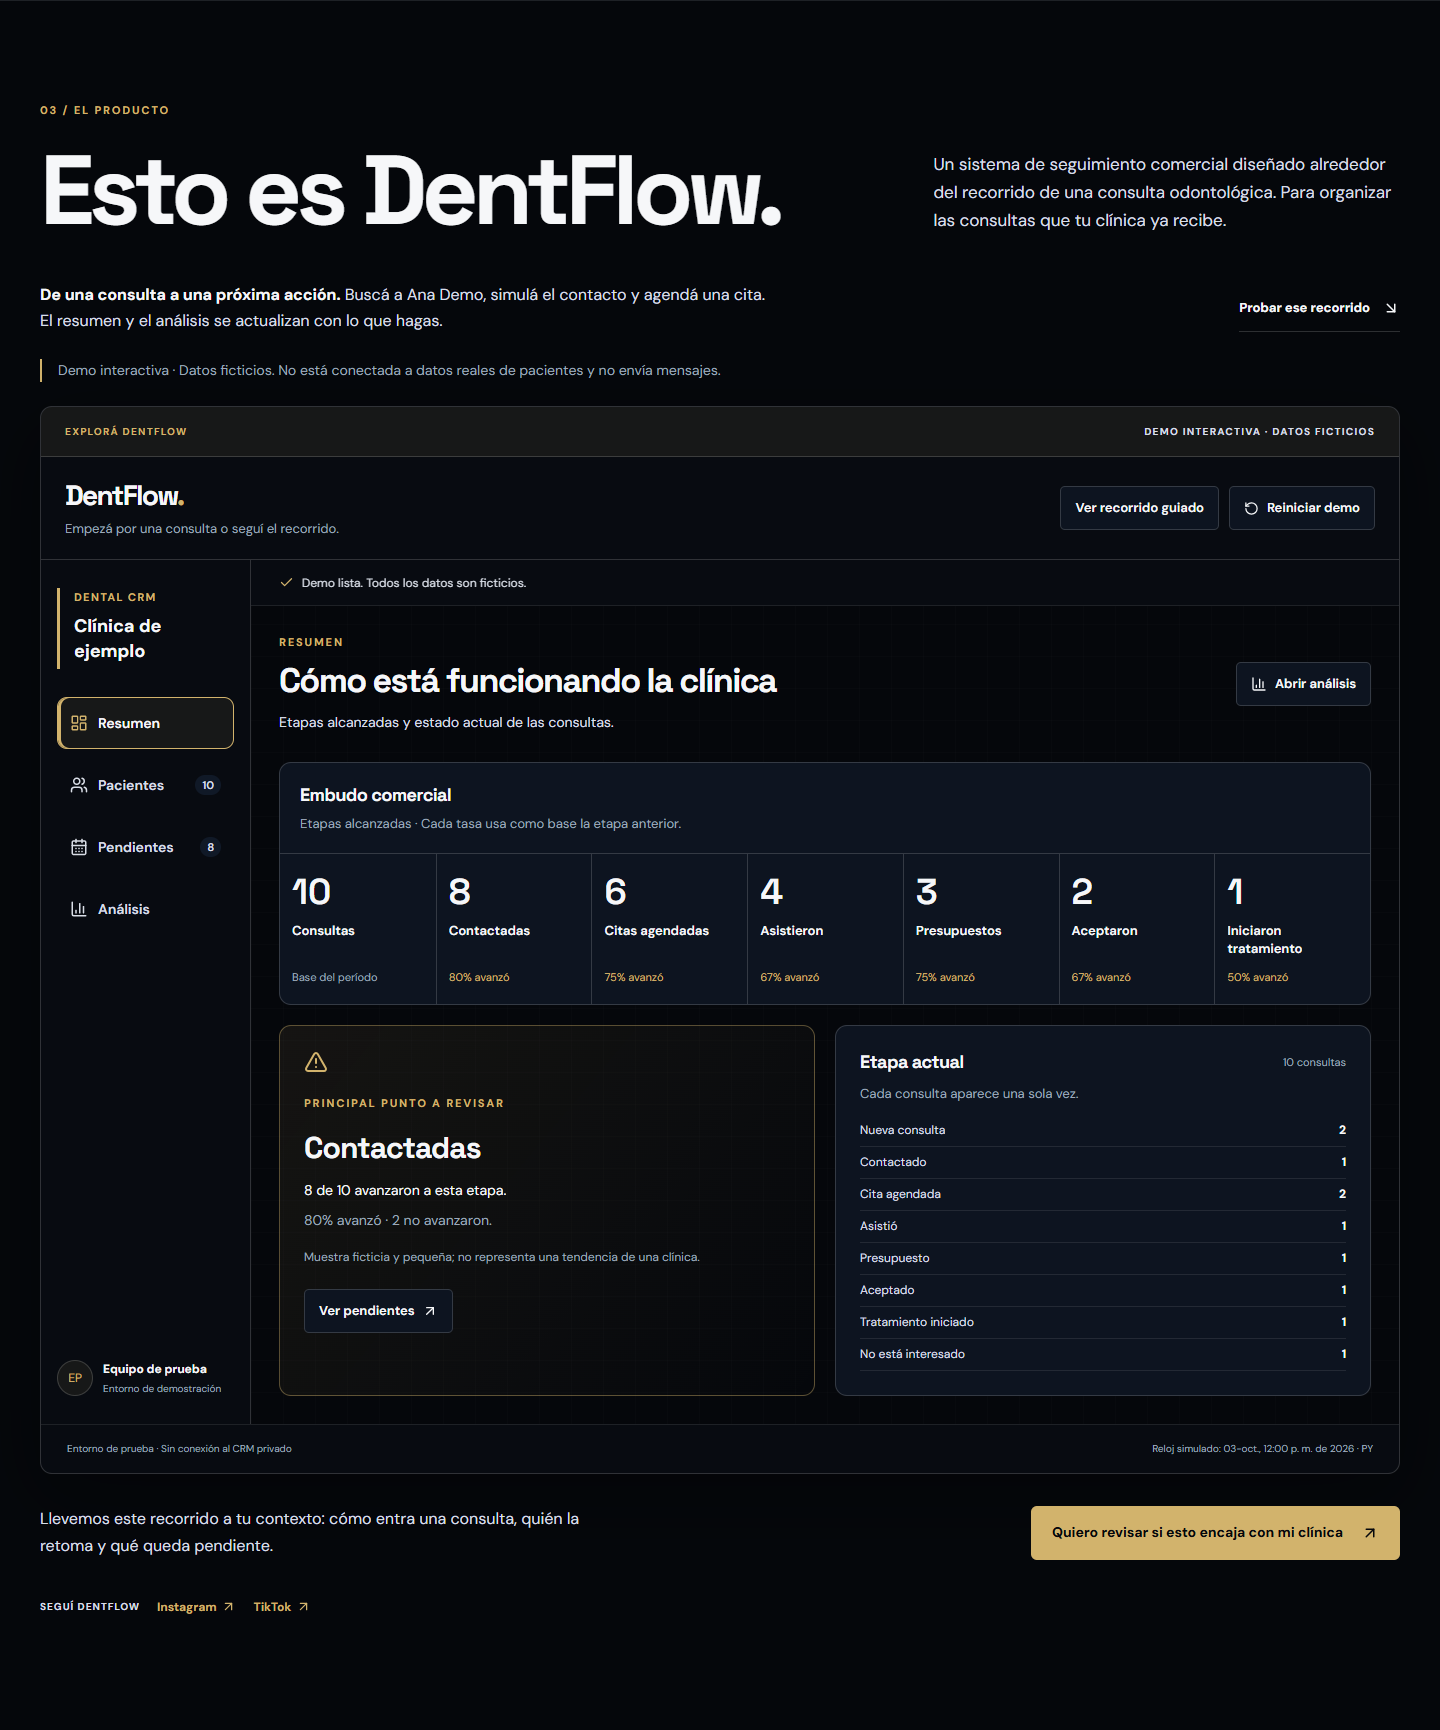 03 / EL PRODUCTO
Esto es DentFlow.
Un sistema de seguimiento comercial diseñado alrededor
del recorrido de una consulta odontológica. Para organizar
las consultas que tu clínica ya recibe.
De una consulta a una próxima acción. Buscá a Ana Demo, simulá el contacto y agendá una cita.
El resumen y el análisis se actualizan con lo que hagas.
Probar ese recorrido
Demo interactiva · Datos ficticios. No está conectada a datos reales de pacientes y no envía mensajes.
EXPLORÁ DENTFLOW
DEMO INTERACTIVA · DATOS FICTICIOS
DentFlow.
Empezá por una consulta o seguí el recorrido.
Ver recorrido guiado
Reiniciar demo
DENTAL CRM
Clínica de
ejemplo
Resumen
Pacientes 10
Pendientes 8
Análisis
EP
Equipo de prueba
Entorno de demostración
Demo lista. Todos los datos son ficticios.
RESUMEN
Cómo está funcionando la clínica
Etapas alcanzadas y estado actual de las consultas.
Abrir análisis
Embudo comercial
Etapas alcanzadas · Cada tasa usa como base la etapa anterior.
10
Consultas
Base del período
8
Contactadas
80% avanzó
6
Citas agendadas
75% avanzó
4
Asistieron
67% avanzó
3
Presupuestos
75% avanzó
2
Aceptaron
67% avanzó
1
Iniciaron
tratamiento
50% avanzó
PRINCIPAL PUNTO A REVISAR
Contactadas
8 de 10 avanzaron a esta etapa.
80% avanzó · 2 no avanzaron.
Muestra ficticia y pequeña; no representa una tendencia de una clínica.
Ver pendientes
Etapa actual
10 consultas
Cada consulta aparece una sola vez.
Nueva consulta 2
Contactado 1
Cita agendada 2
Asistió 1
Presupuesto 1
Aceptado 1
Tratamiento iniciado 1
No está interesado 1
Entorno de prueba · Sin conexión al CRM privado
Reloj simulado: 03-oct., 12:00 p. m. de 2026 · PY
Llevemos este recorrido a tu contexto: cómo entra una consulta, quién la
retoma y qué queda pendiente.
Quiero revisar si esto encaja con mi clínica
SEGUÍ DENTFLOW Instagram TikTok